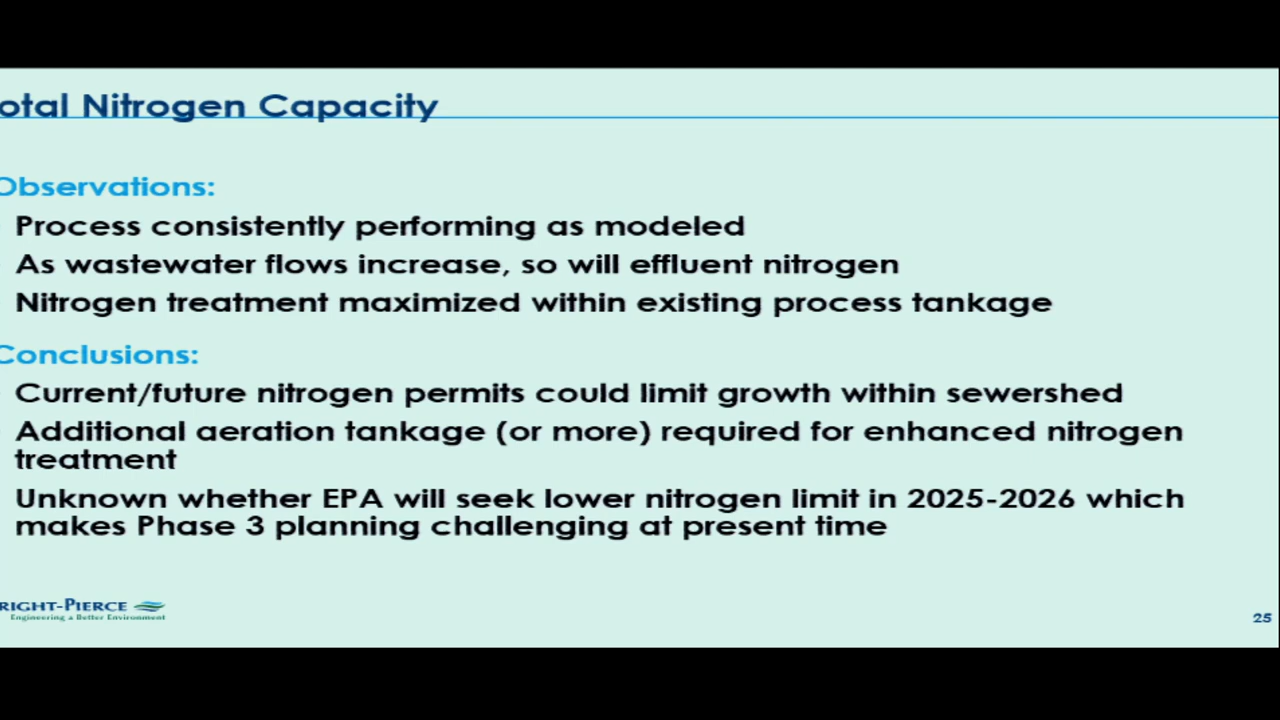 otal Nitrogen Capacity
Observations:
Process consistently performing as modeled
As wastewater flows increase, so will effluent nitrogen
Nitrogen treatment maximized within existing process tankage
Conclusions:
Current/future nitrogen permits could limit growth within sewershed
Additional aeration tankage (or more) required for enhanced nitrogen
treatment
Unknown whether EPA will seek lower nitrogen limit in 2025-2026 which
makes Phase 3 planning challenging at present time
RIGHT-PIERCE
Engineering a Better Environment
25